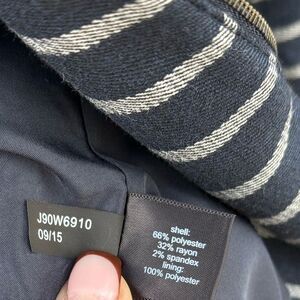 J90W6910
09/15
shell:
66% polyester
32% rayon
2% spandex
lining:
100% polyester